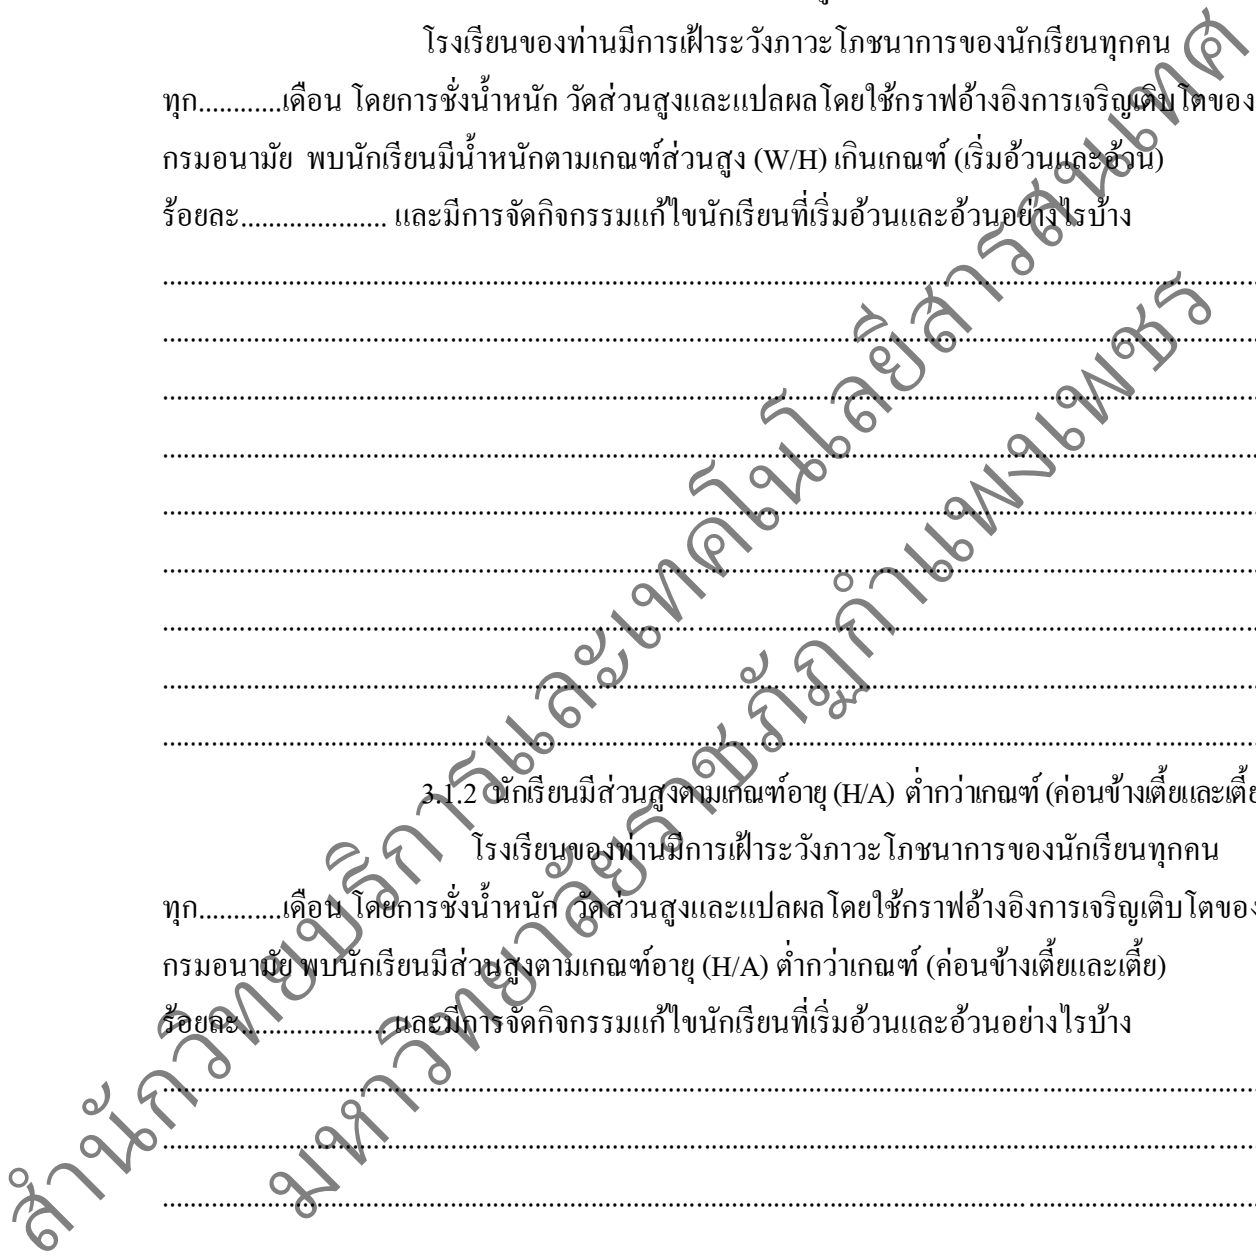 โรงเรียนของท่านมีการเฝ้าระวังภาวะโภชนาการของนักเรียนทุกคน
ทุก............เดือน โดยการชั่งน้ำหนัก วัดส่วนสูงและแปลผลโดยใช้กราฟอ้างอิงการเจริญเติบโตของ
กรมอนามัย พบนักเรียนมีน้ำหนักตามเกณฑ์ส่วนสูง (W/H) เกินเกณฑ์ (เริ่มอ้วนและอ้วน)
ร้อยละ..................... และมีการจัดกิจกรรมแก้ไขนักเรียนที่เริ่มอ้วนและอ้วนอย่างไรบ้าง
3.1.2 นักเรียนมีส่วนสูงตามเกณฑ์อายุ (H/A) ต่ำกว่าเกณฑ์ (ค่อนข้างเตี้ยและเตี้ย
โรงเรียนของท่านมีการเฝ้าระวังภาวะโภชนาการของนักเรียนทุกคน
ทุก............เดือน โดยการชั่งน้ำหนัก วัดส่วนสูงและแปลผลโดยใช้กราฟอ้างอิงการเจริญเติบโตของ
กรมอนามัย พบนักเรียนมีส่วนสูงตามเกณฑ์อายุ (H/A) ต่ำกว่าเกณฑ์ (ค่อนข้างเตี้ยและเตี้ย)
ร้อยละ..................... และมีการจัดกิจกรรมแก้ไขนักเรียนที่เริ่มอ้วนและอ้วนอย่างไรบ้าง
สำนักวิทยบริการและเทคโนโลยีสารสนเทศ
มหาวิทยาลัยราชภัฏกำแพงเพชร